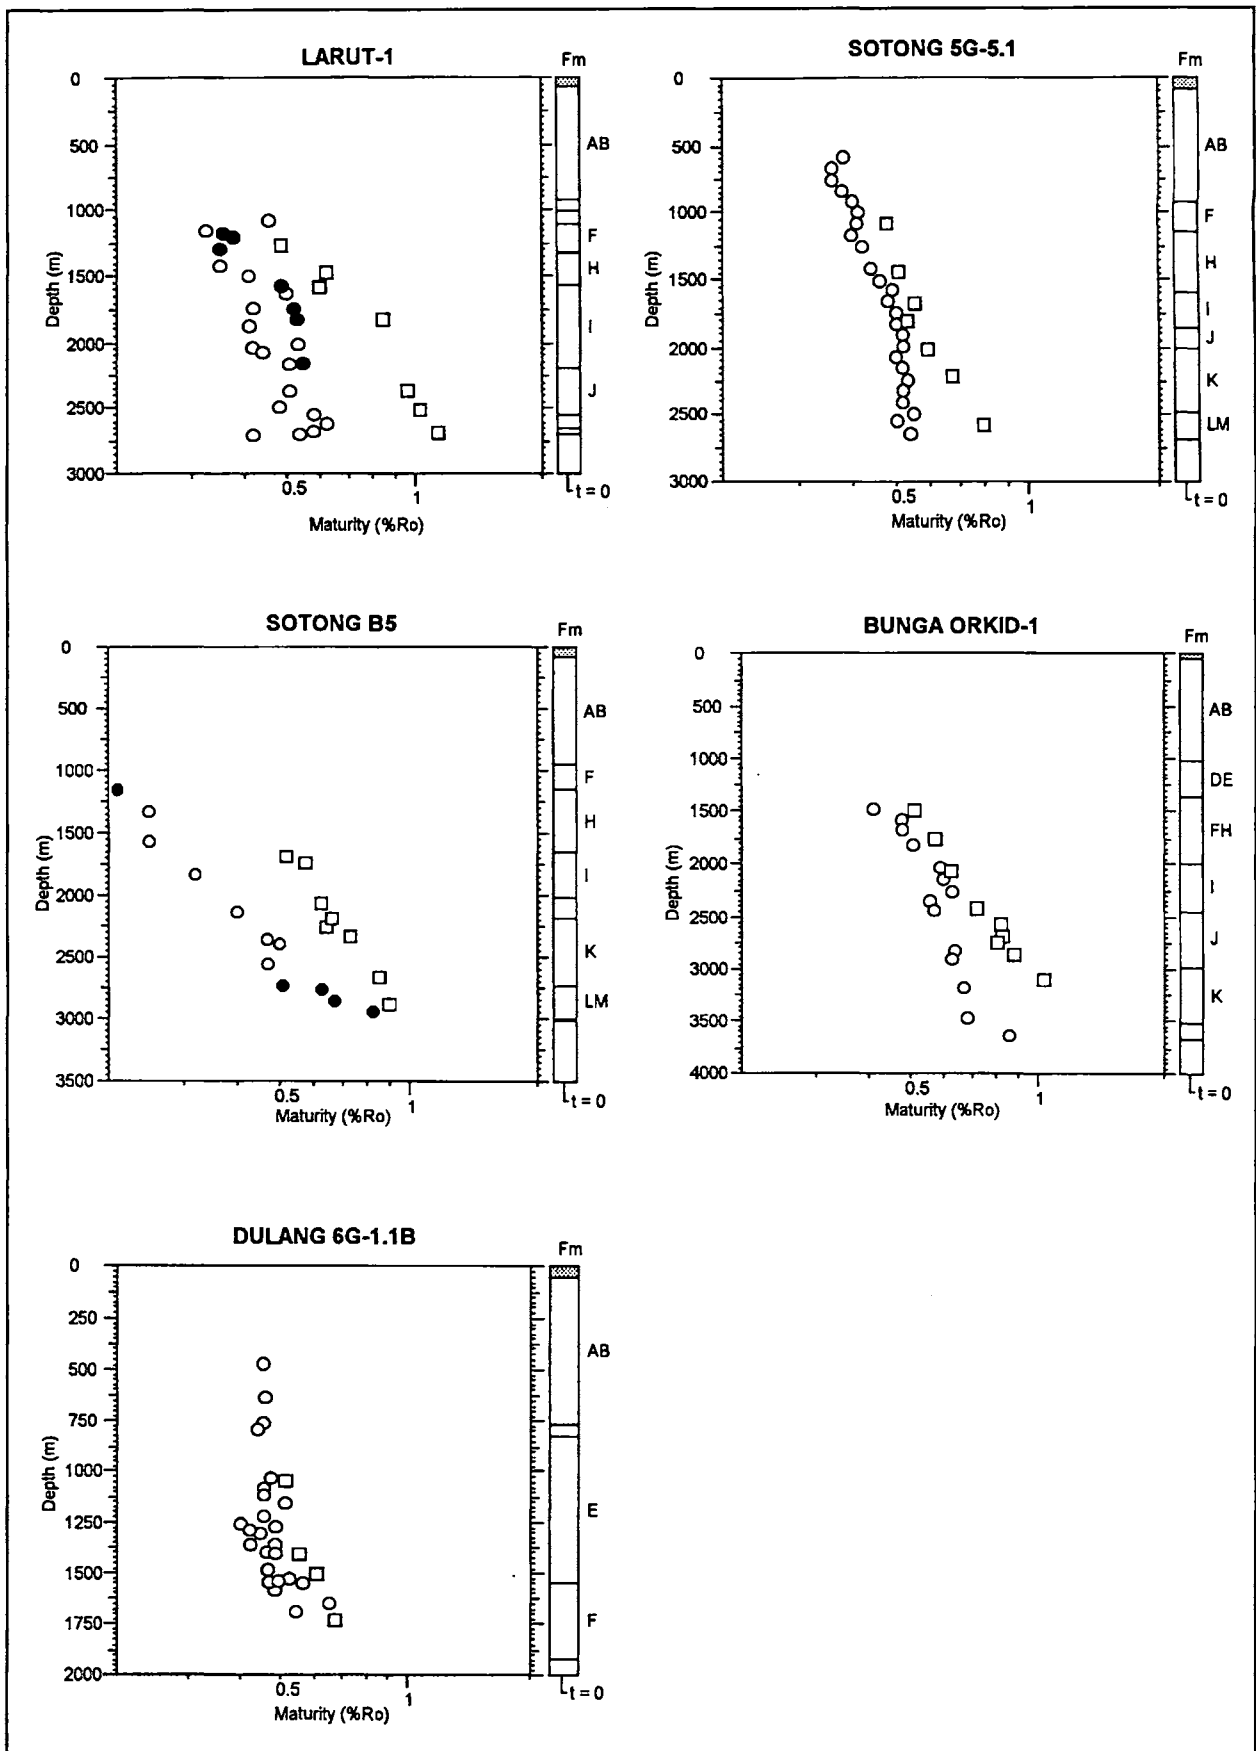 LARUT-1
Fm
0
500
1000
1500
2000
2500
3000
Depth (m)
AB
F
H
I
J
0.5
1
t = 0
Maturity (%Ro)
SOTONG 5G-5.1
Fm
0
500
1000
1500
2000
2500
3000
Depth (m)
AB
F
H
I
J
K
LM
0.5
1
t = 0
Maturity (%Ro)
SOTONG B5
Fm
0
500
1000
1500
2000
2500
3000
3500
Depth (m)
AB
F
H
I
K
LM
0.5
1
t = 0
Maturity (%Ro)
BUNGA ORKID-1
Fm
0
500
1000
1500
2000
2500
3000
3500
4000
Depth (m)
AB
DE
FH
I
J
K
0.5
1
t = 0
Maturity (%Ro)
DULANG 6G-1.1B
Fm
0
250
500
750
1000
1250
1500
1750
2000
Depth (m)
AB
E
F
0.5
1
t = 0
Maturity (%Ro)